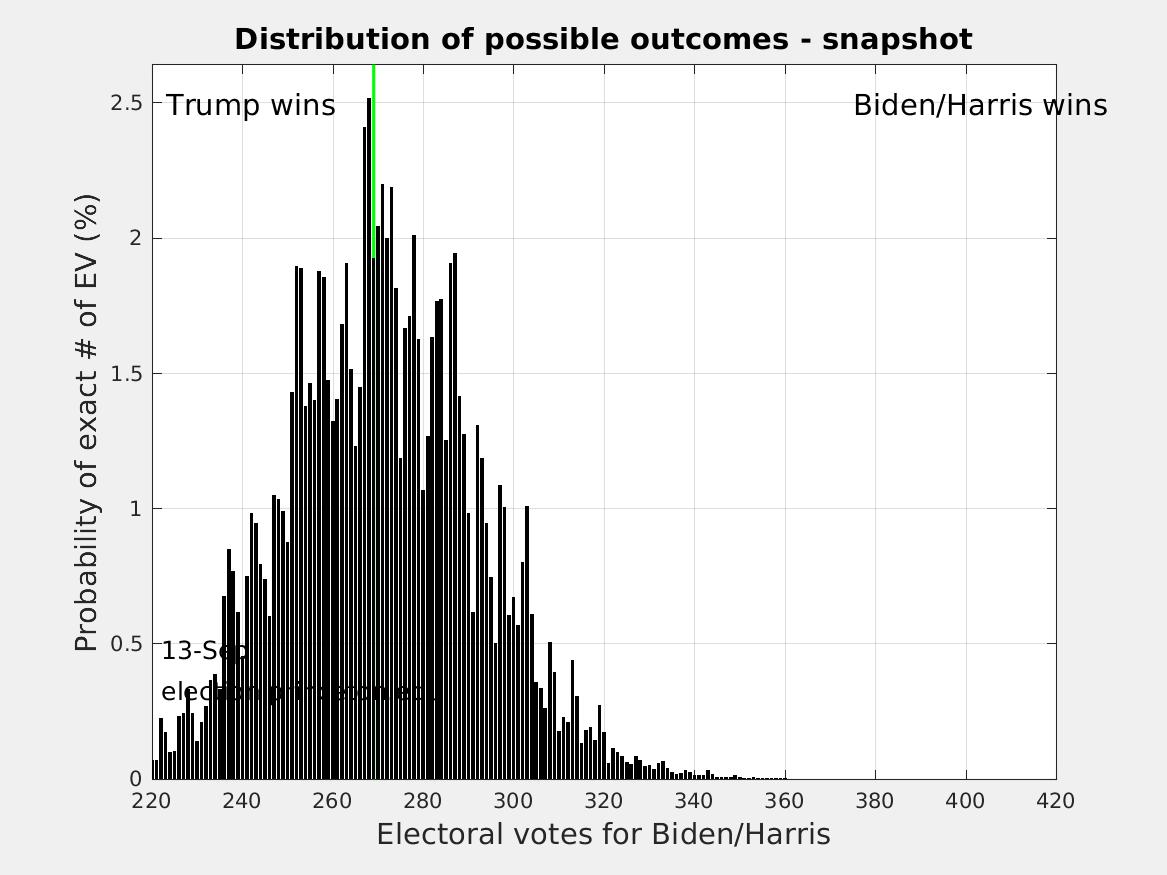 Distribution of possible outcomes - snapshot
Trump wins
Biden/Harris wins
Probability of exact # of EV (%)
2.5
2
1.5
1
0.5
0
13-Sep
220 240 260 280 300 320 340 360 380 400 420
Electoral votes for Biden/Harris